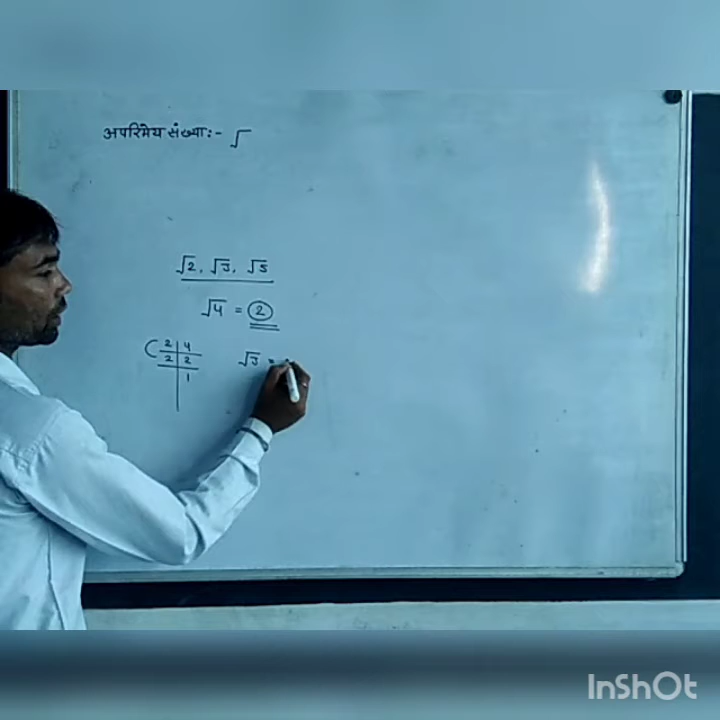 अपरिमेय संख्याः- √
√2, √3, √5
√4 = 2
2 | 4
2 | 2
1
√3 =
InShOt